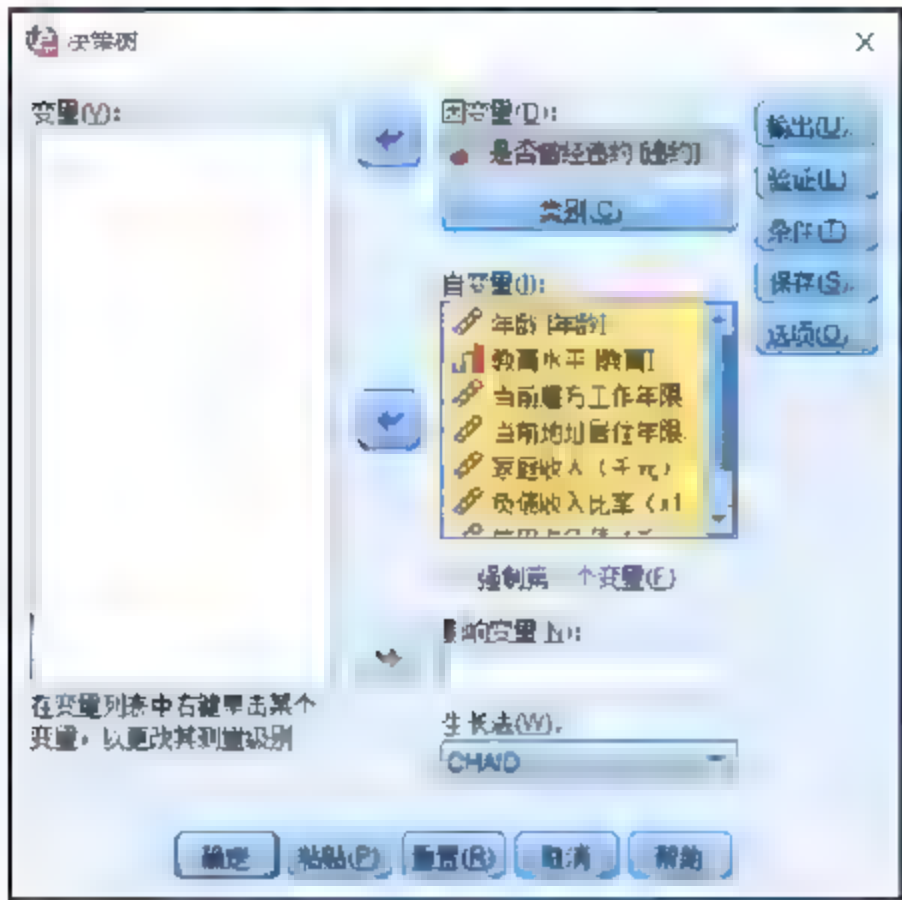 决策树
变量(V):
因变量(D):
是否曾经违约 [违约]
类别(C)
输出(U)
验证(L)
条件(T)
保存(S)
选项(O)
自变量(I):
年龄 [年龄]
教育水平 [教育]
当前雇方工作年限
当前地址居住年限
家庭收入（千元）
负债收入比率（x1
强制第一个变量(F)
影响变量(N):
在变量列表中右键单击某个
变量，以更改其测量级别
生长法(W):
CHAID
确定
粘贴(P)
重置(R)
取消
帮助